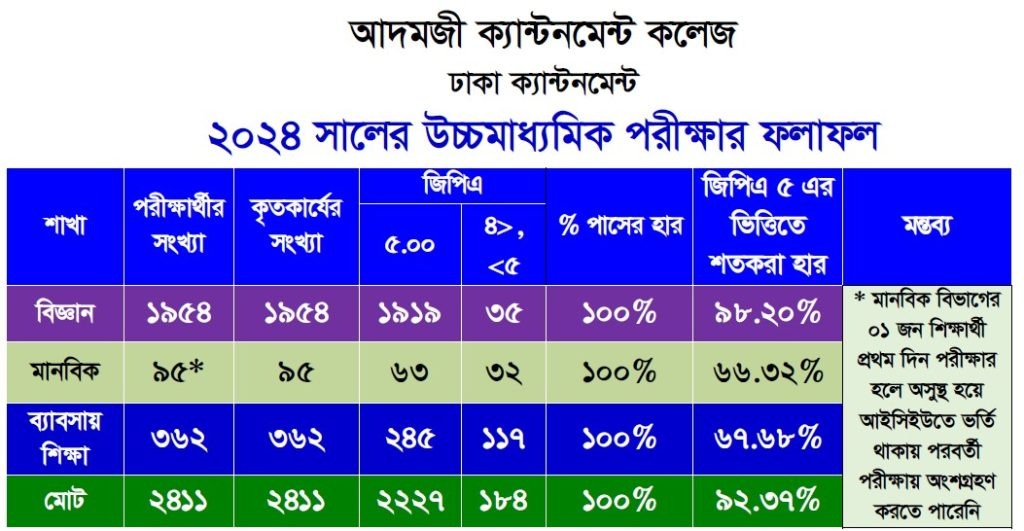 আদমজী ক্যান্টনমেন্ট কলেজ
ঢাকা ক্যান্টনমেন্ট
২০২৪ সালের উচ্চমাধ্যমিক পরীক্ষার ফলাফল
শাখা পরীক্ষার্থীর সংখ্যা কৃতকার্যের সংখ্যা জিপিএ % পাসের হার জিপিএ ৫ এর ভিত্তিতে শতকরা হার মন্তব্য
৫.০০ ৪>, <৫
বিজ্ঞান ১৯৫৪ ১৯৫৪ ১৯১৯ ৩৫ ১০০% ৯৮.২০%
মানবিক ৯৫* ৯৫ ৬৩ ৩২ ১০০% ৬৬.৩২%
ব্যাবসায় শিক্ষা ৩৬২ ৩৬২ ২৪৫ ১১৭ ১০০% ৬৭.৬৮%
মোট ২৪১১ ২৪১১ ২২২৭ ১৮৪ ১০০% ৯২.৩৭%
* মানবিক বিভাগের
০১ জন শিক্ষার্থী
প্রথম দিন পরীক্ষার
হলে অসুস্থ হয়ে
আইসিইউতে ভর্তি
থাকায় পরবর্তী
পরীক্ষায় অংশগ্রহণ
করতে পারেনি